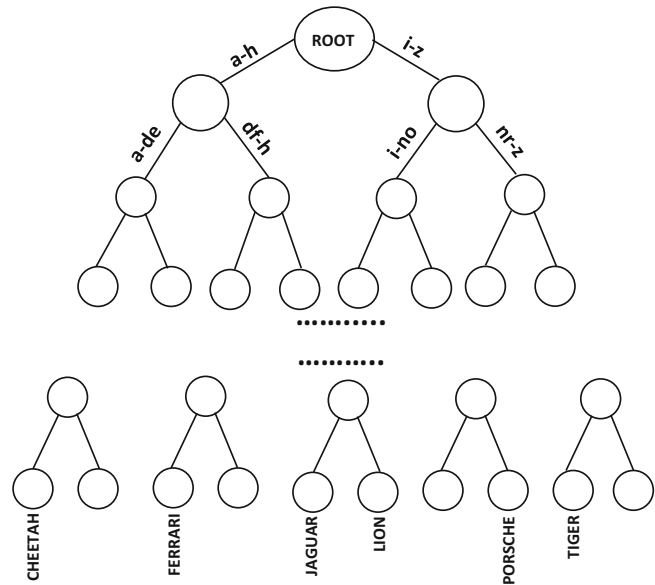 ROOT
a-h
i-z
a-de
df-h
i-no
nr-z
CHEETAH
FERRARI
JAGUAR
LION
PORSCHE
TIGER